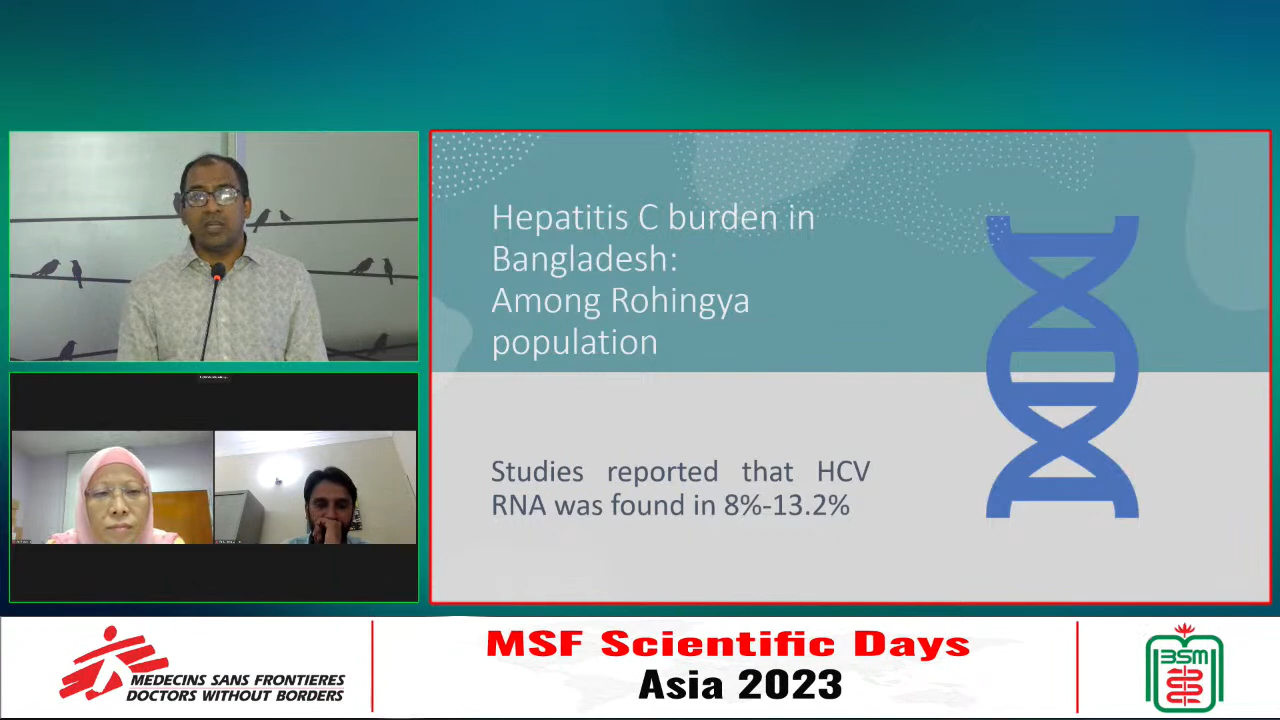 Hepatitis C burden in
Bangladesh:
Among Rohingya
population
Studies reported that HCV
RNA was found in 8%-13.2%
MEDECINS SANS FRONTIERES
DOCTORS WITHOUT BORDERS
MSF Scientific Days
Asia 2023
BSM